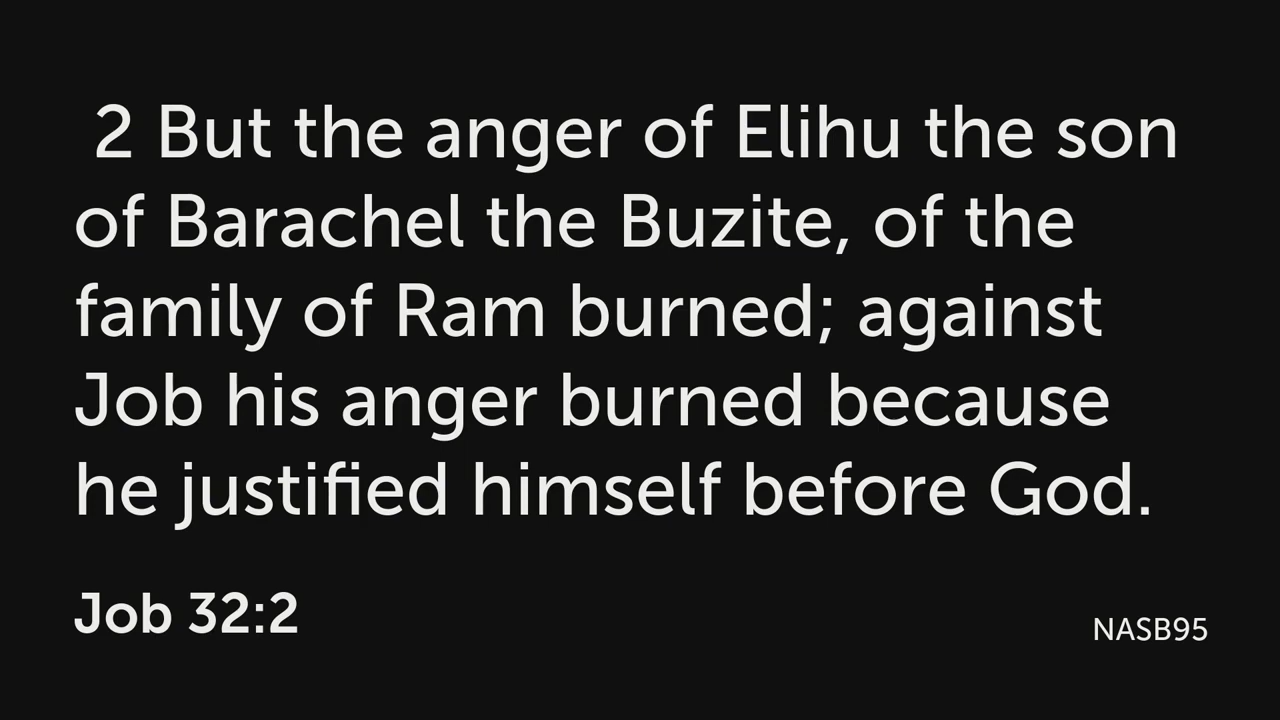 2 But the anger of Elihu the son
of Barachel the Buzite, of the
family of Ram burned; against
Job his anger burned because
he justified himself before God.
Job 32:2
NASB95